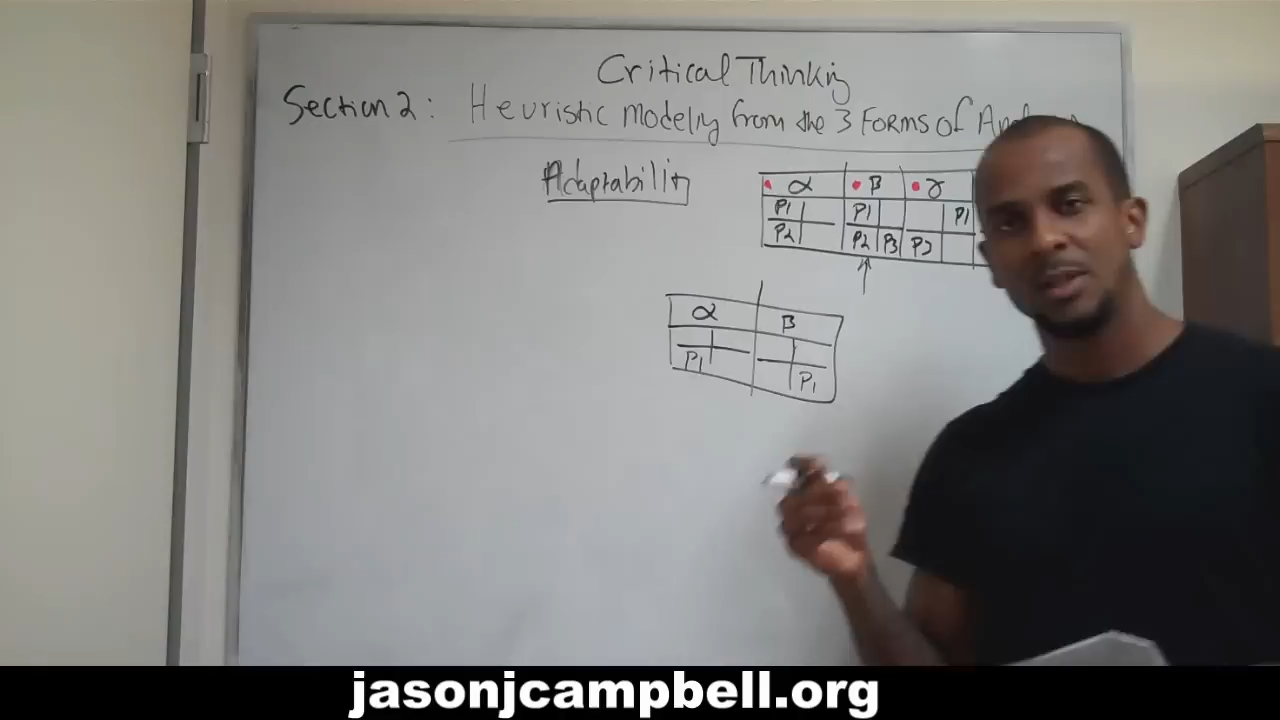 Critical Thinking
Section 2: Heuristic modeling from the 3 Forms of
Adaptability
α B γ
P1 P1 P1
P2 P2 P3 P2
α B
P1 P1
jasonjcampbell.org